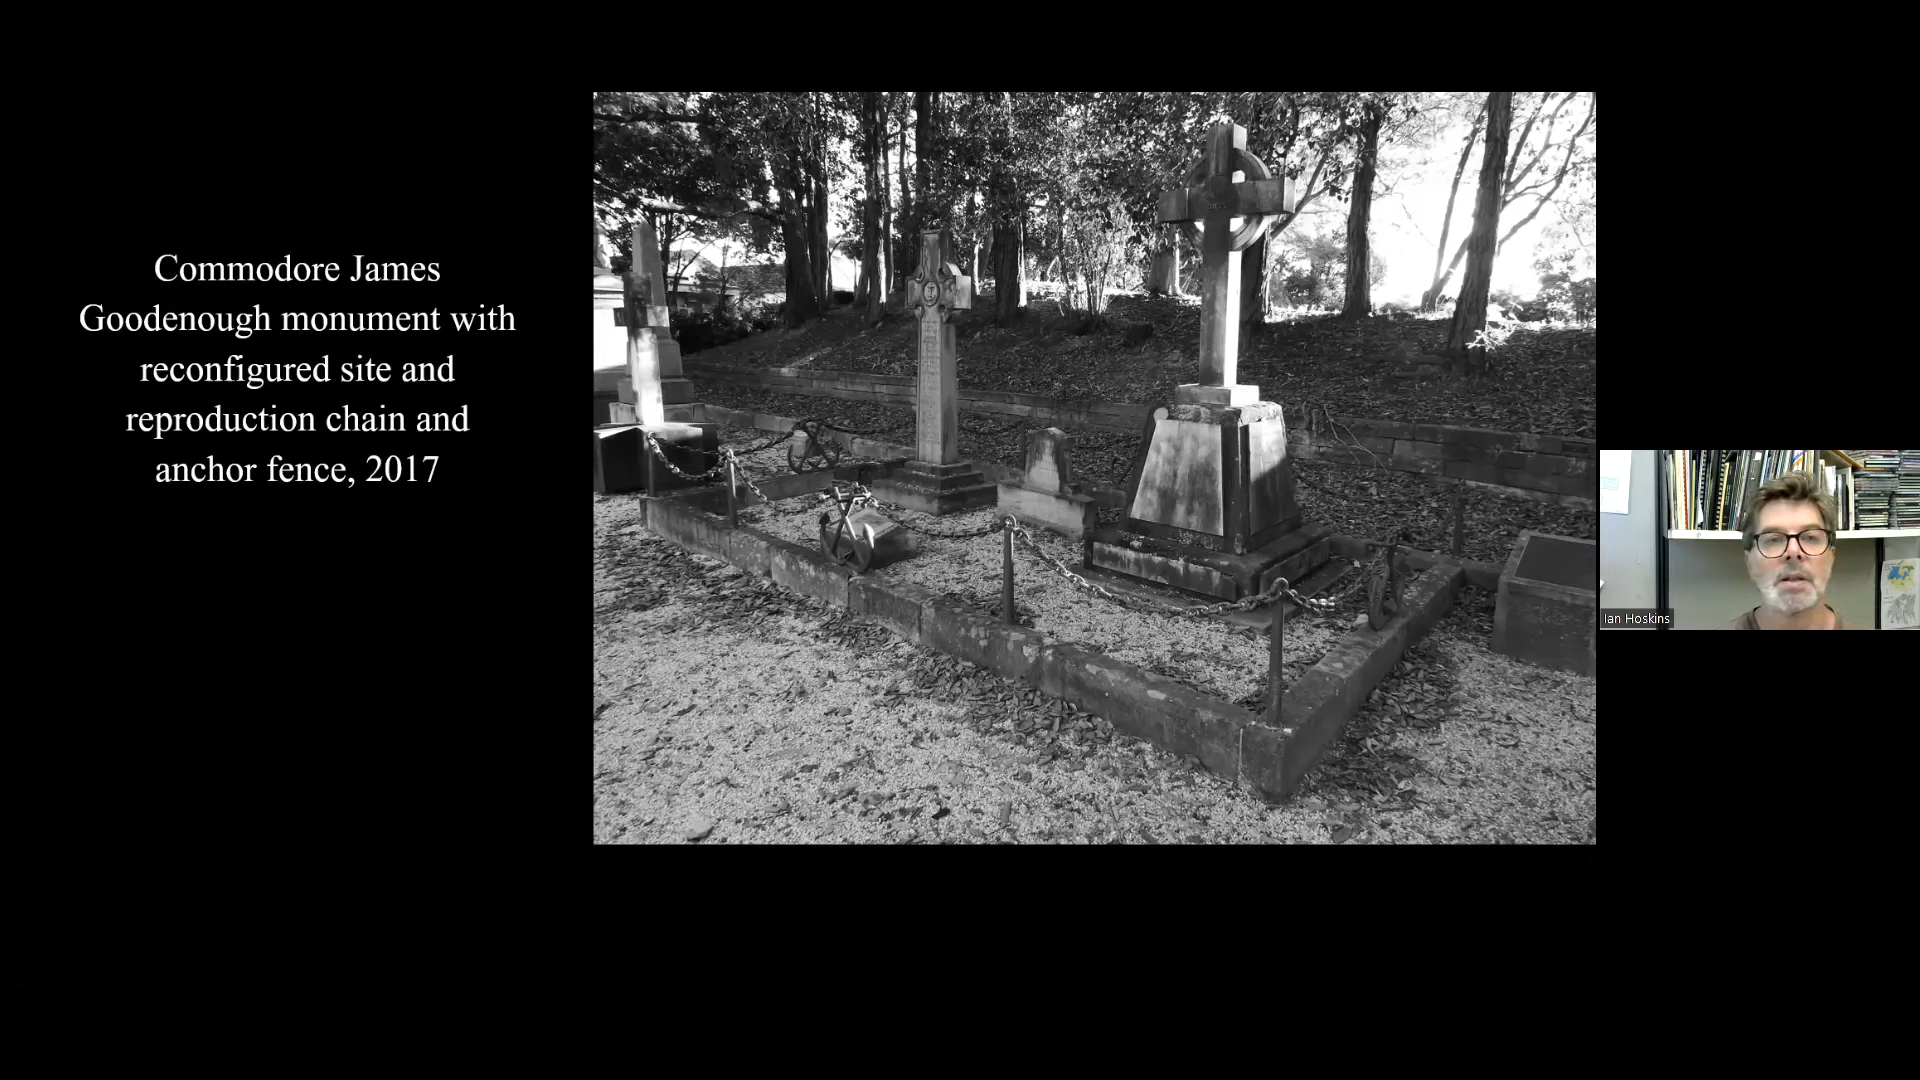 Commodore James
Goodenough monument with
reconfigured site and
reproduction chain and
anchor fence, 2017
Ian Hoskins